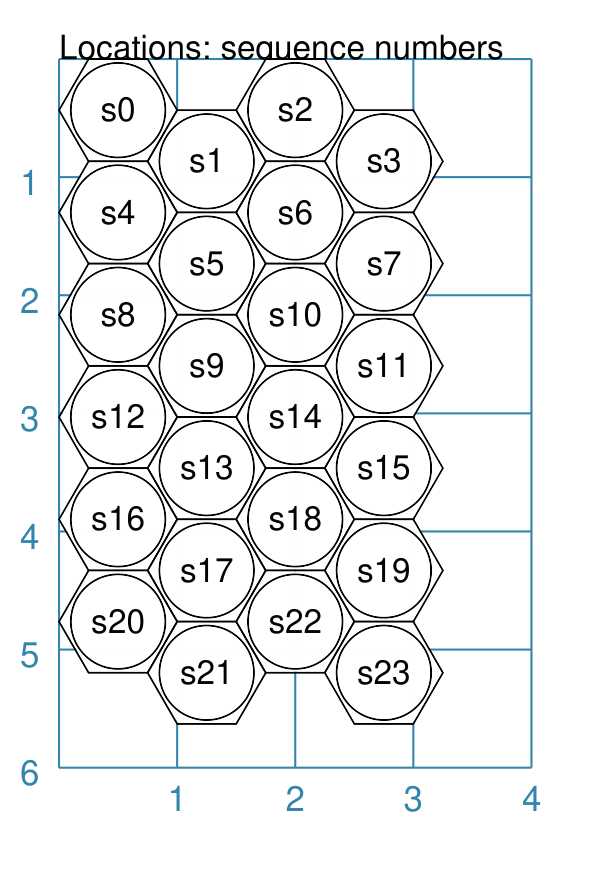 Locations: sequence numbers
s0
s2
s1
s3
1
s4
s6
s5
s7
2
s8
s10
s9
s11
3
s12
s14
s13
s15
4
s16
s18
s17
s19
5
s20
s22
s21
s23
6
1 2 3 4